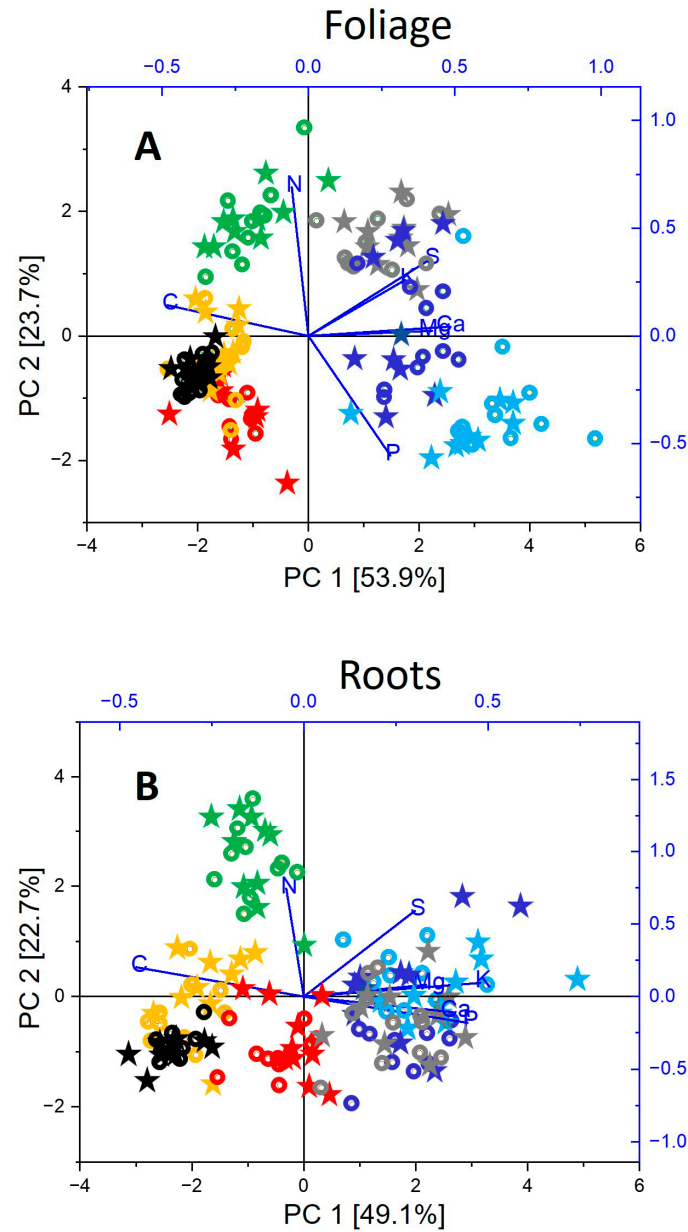 Foliage
−0.5 0.0 0.5 1.0
A
4
2
0
−2
1.0
0.5
0.0
−0.5
N
S
K
C
Ca
Mg
P
PC 2 [23.7%]
−4 −2 0 2 4 6
PC 1 [53.9%]
Roots
−0.5 0.0 0.5
B
4
2
0
−2
1.5
1.0
0.5
0.0
−0.5
−1.0
N
S
C
Mg
K
Ca
P
PC 2 [22.7%]
−4 −2 0 2 4 6
PC 1 [49.1%]